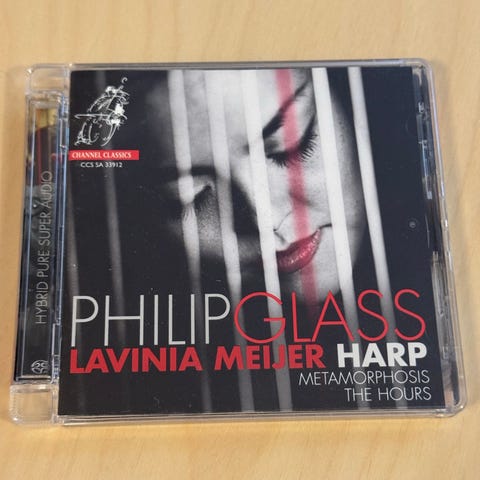 CHANNEL CLASSICS
CCS SA 33912
HYBRID PURE SUPER AUDIO
PHILIPGLASS
LAVINIA MEIJER HARP
METAMORPHOSIS
THE HOURS